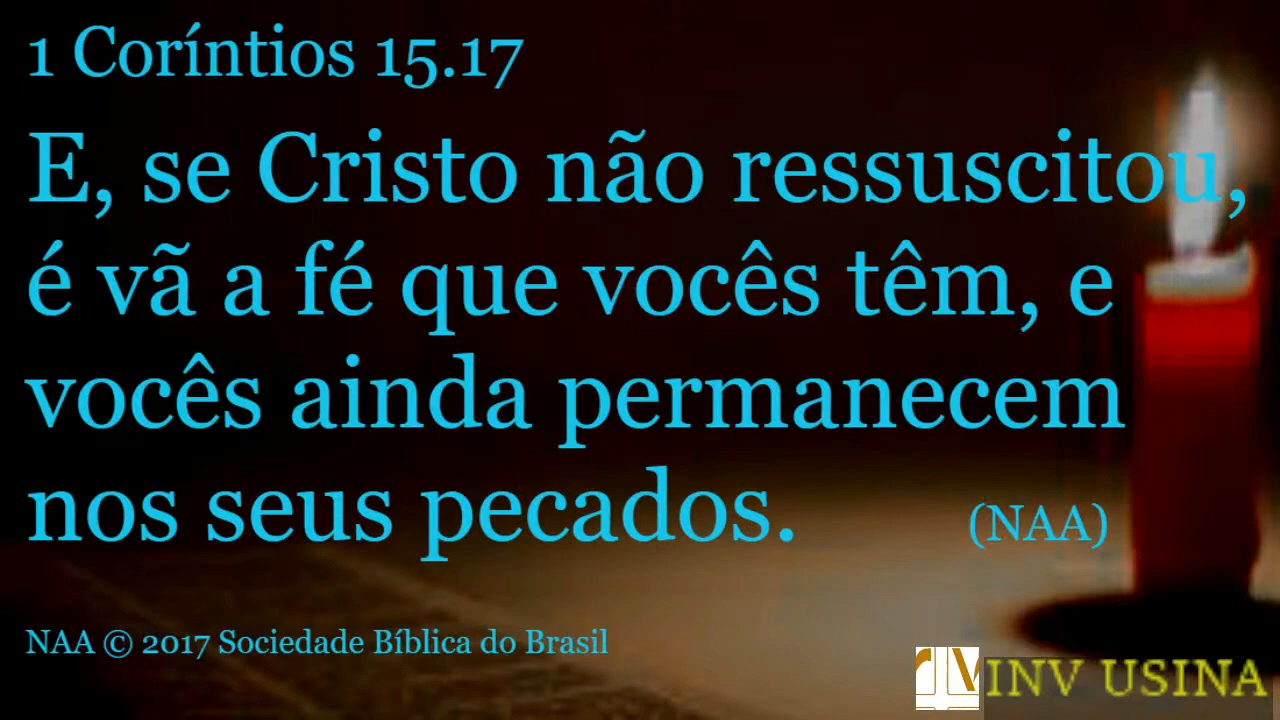 1 Coríntios 15.17
E, se Cristo não ressuscitou,
é vã a fé que vocês têm, e
vocês ainda permanecem
nos seus pecados. (NAA)
NAA © 2017 Sociedade Bíblica do Brasil
INV USINA